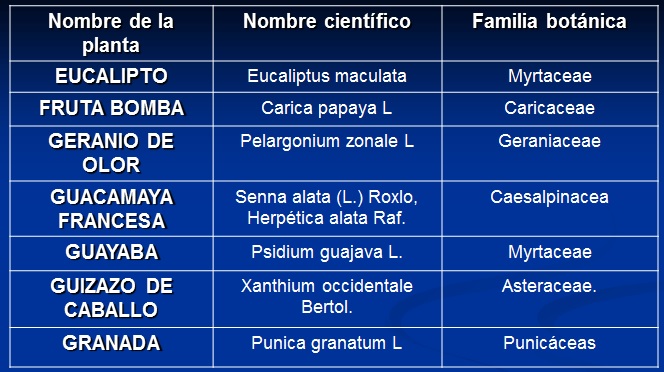 Nombre de la planta Nombre científico Familia botánica
EUCALIPTO Eucaliptus maculata Myrtaceae
FRUTA BOMBA Carica papaya L Caricaceae
GERANIO DE OLOR Pelargonium zonale L Geraniaceae
GUACAMAYA FRANCESA Senna alata (L.) Roxlo, Herpética alata Raf. Caesalpinacea
GUAYABA Psidium guajava L. Myrtaceae
GUIZAZO DE CABALLO Xanthium occidentale Bertol. Asteraceae.
GRANADA Punica granatum L Punicáceas